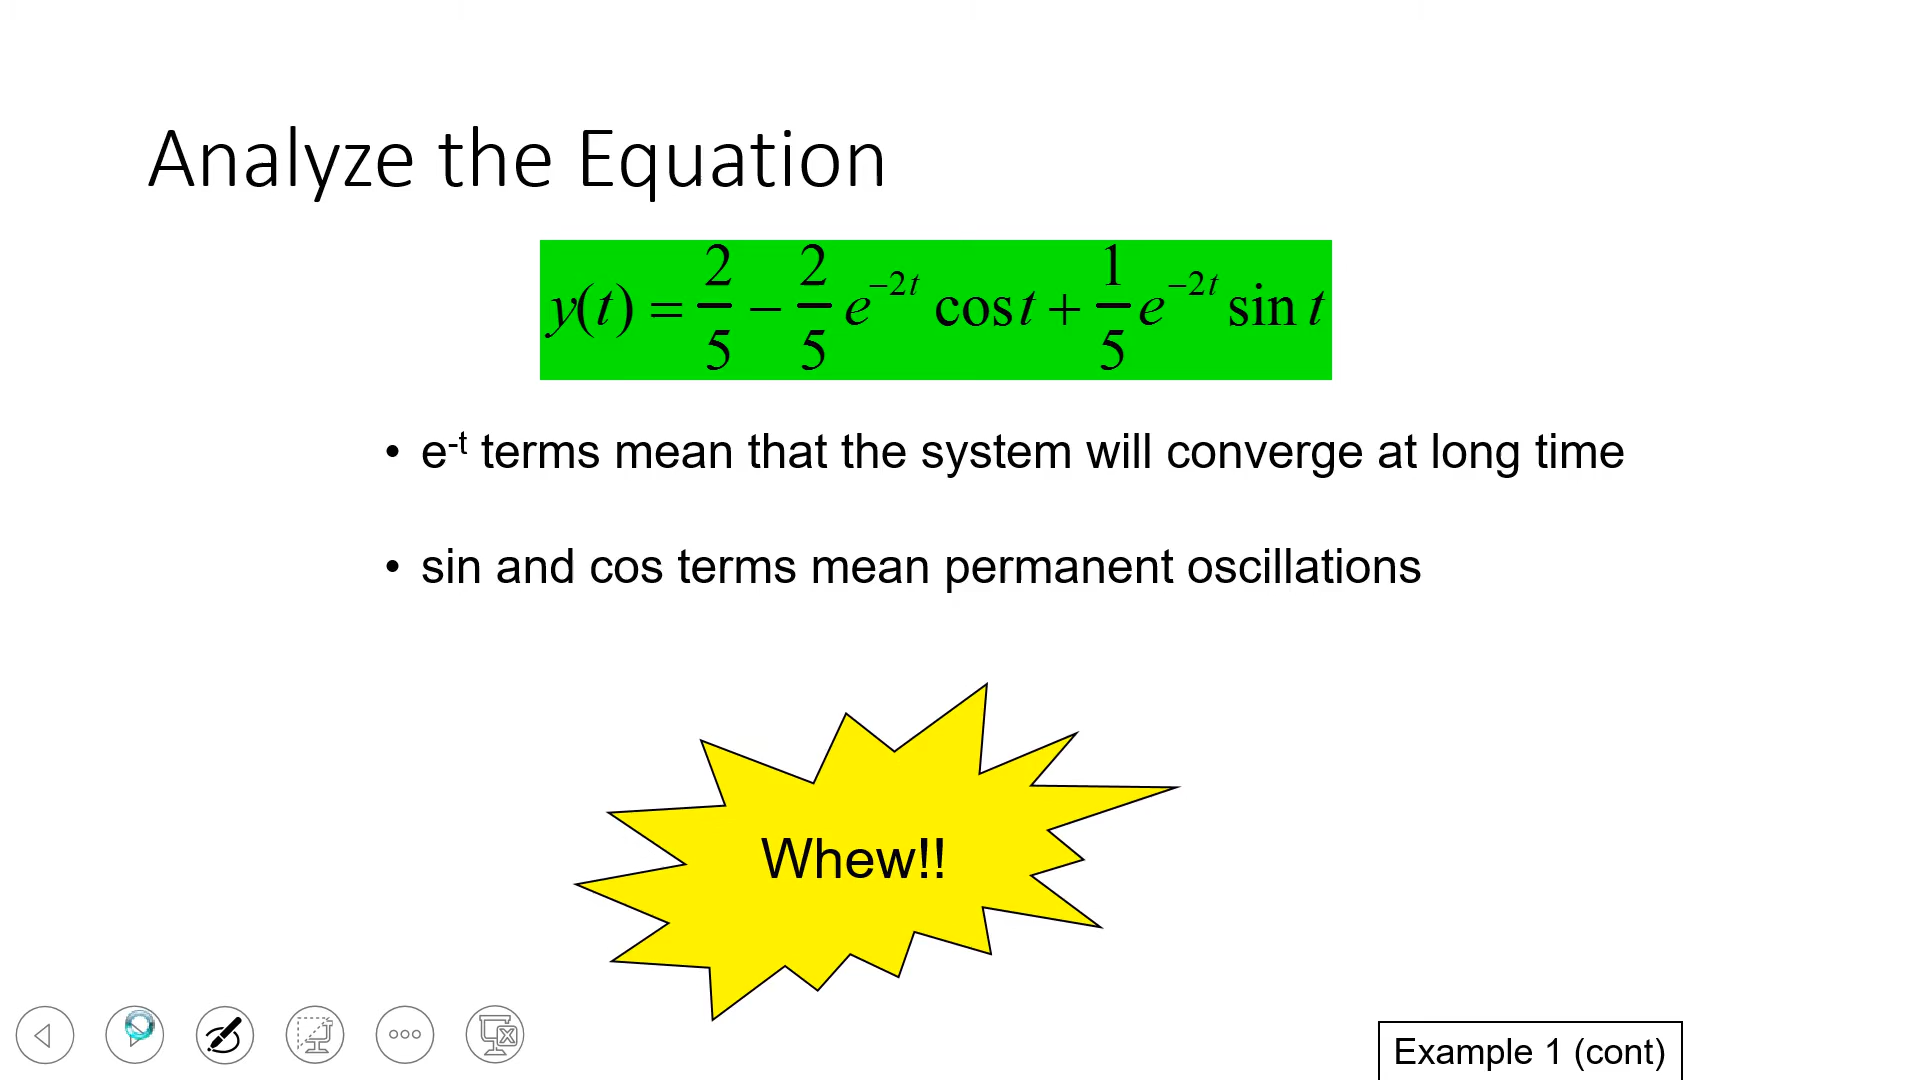 Analyze the Equation
y(t) = 2/5 − 2/5 e^{−2t} cos t + 1/5 e^{−2t} sin t
• e^{-t} terms mean that the system will converge at long time
• sin and cos terms mean permanent oscillations
Whew!!
Example 1 (cont)